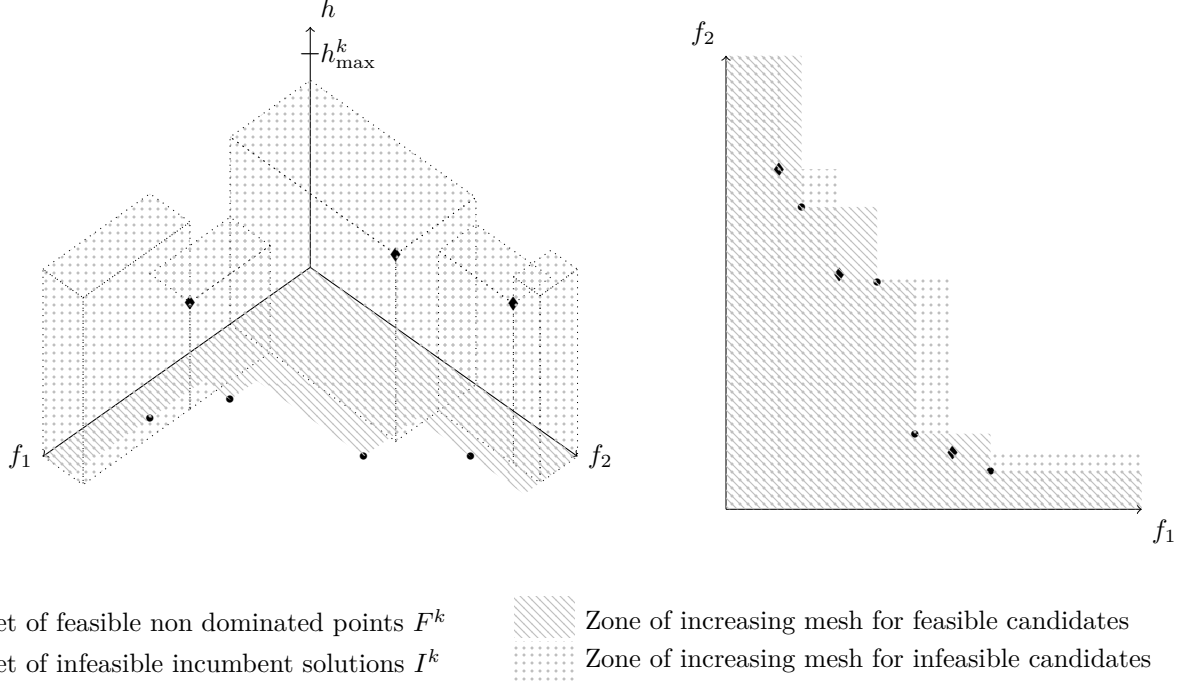 h
h^k_max
f_2
f_1
f_2
f_1
et of feasible non dominated points F^k
et of infeasible incumbent solutions I^k
Zone of increasing mesh for feasible candidates
Zone of increasing mesh for infeasible candidates